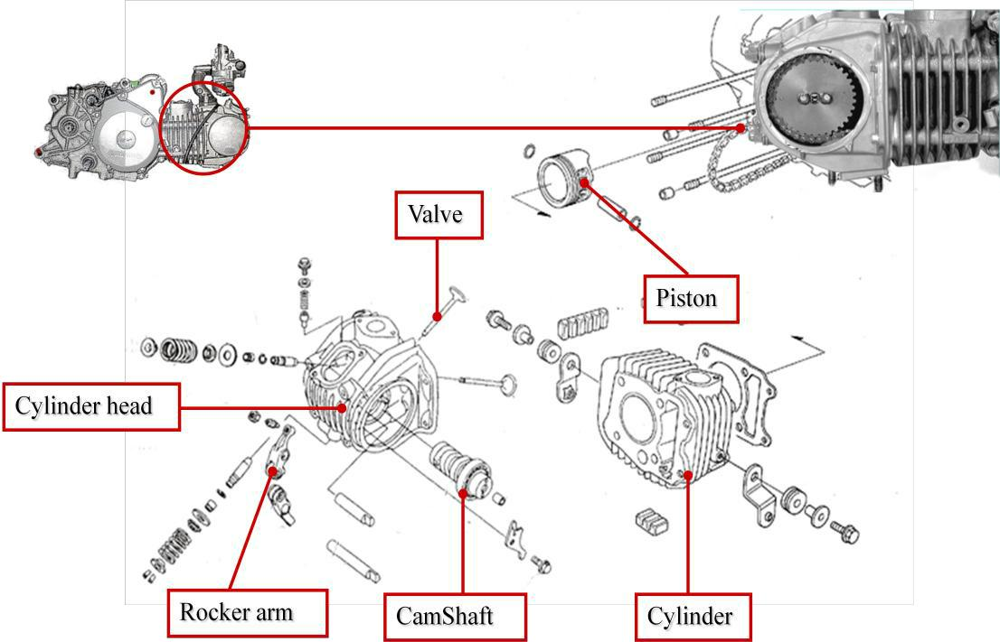 Valve
Piston
Cylinder head
Rocker arm
CamShaft
Cylinder